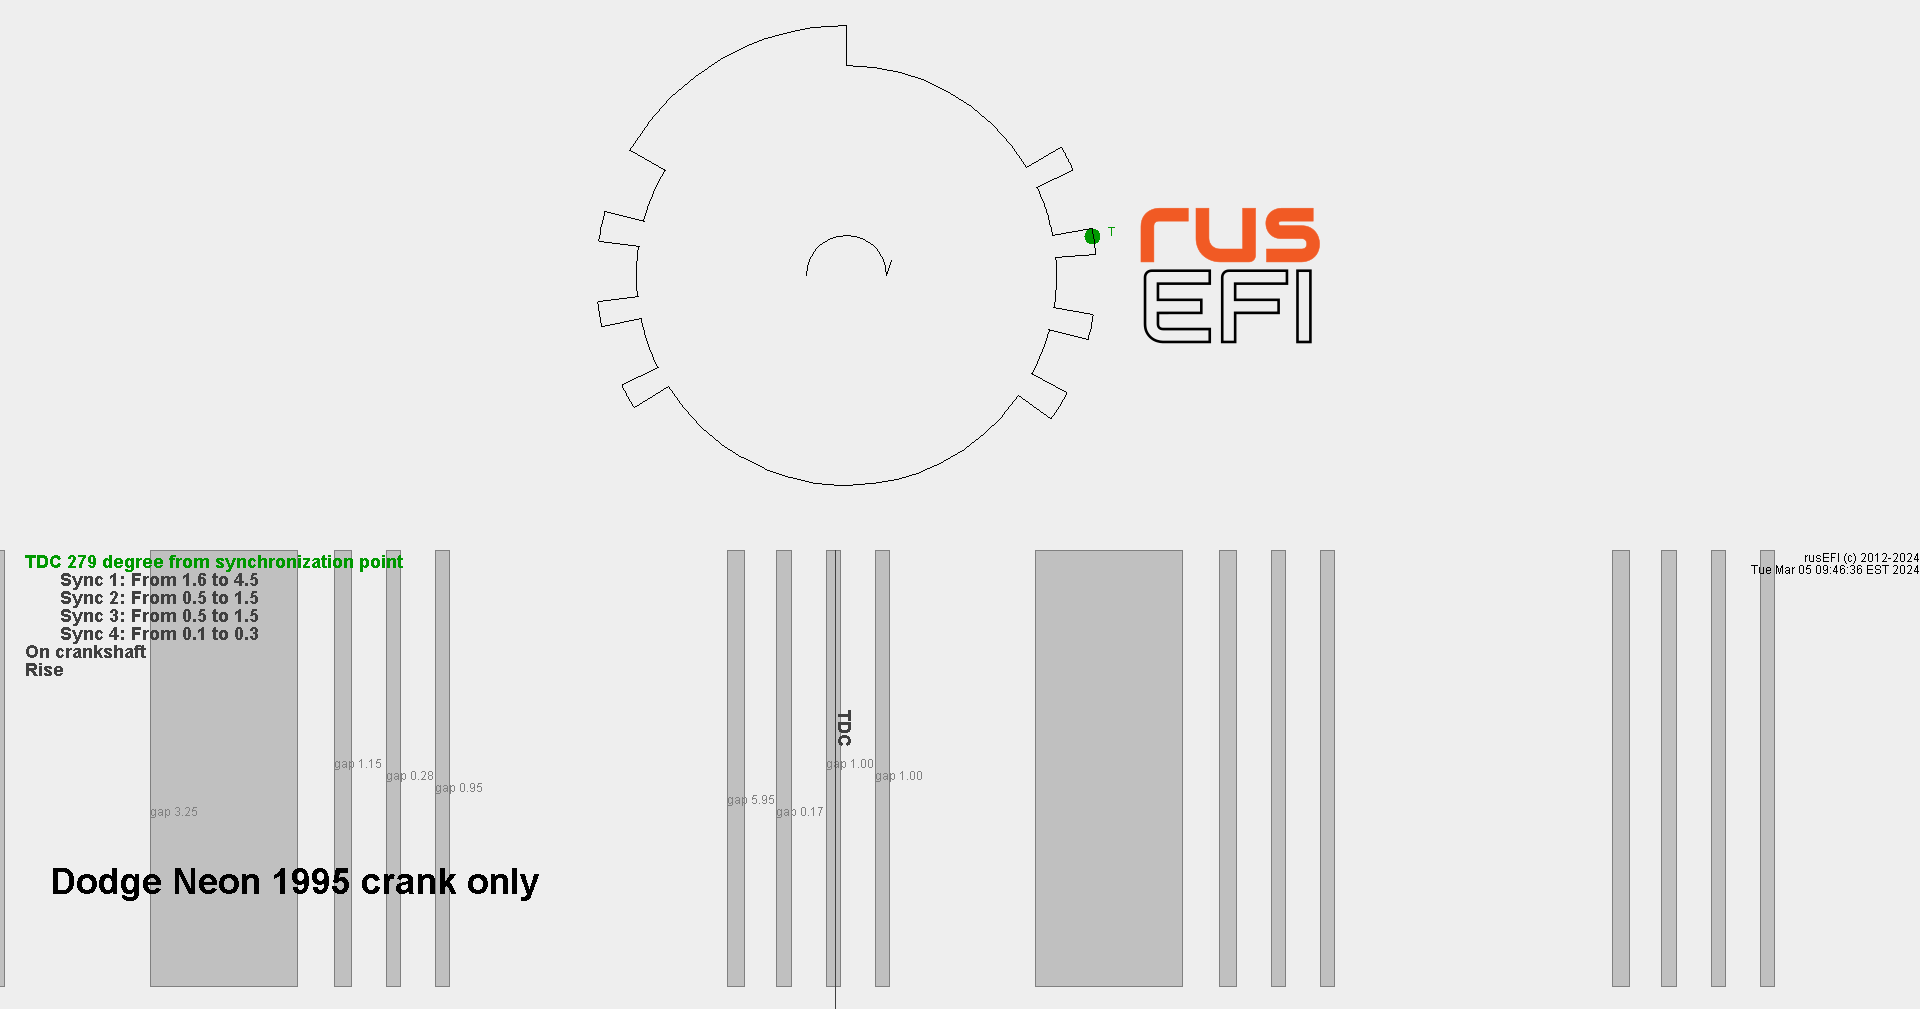 T
rus
EFI
TDC 279 degree from synchronization point
Sync 1: From 1.6 to 4.5
Sync 2: From 0.5 to 1.5
Sync 3: From 0.5 to 1.5
Sync 4: From 0.1 to 0.3
On crankshaft
Rise
rusEFI (c) 2012-2024
Tue Mar 05 09:46:36 EST 2024
TDC
gap 3.25
gap 1.15
gap 0.28
gap 0.95
gap 5.95
gap 0.17
gap 1.00
gap 1.00
Dodge Neon 1995 crank only